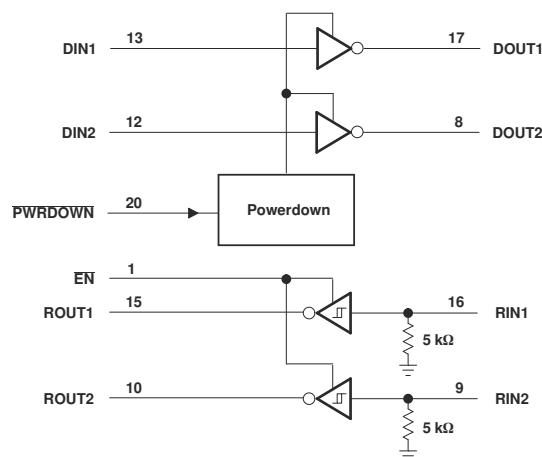 DIN1 13 17 DOUT1
DIN2 12 8 DOUT2
PWRDOWN 20 Powerdown
EN 1
ROUT1 15 16 RIN1
5 kΩ
ROUT2 10 9 RIN2
5 kΩ